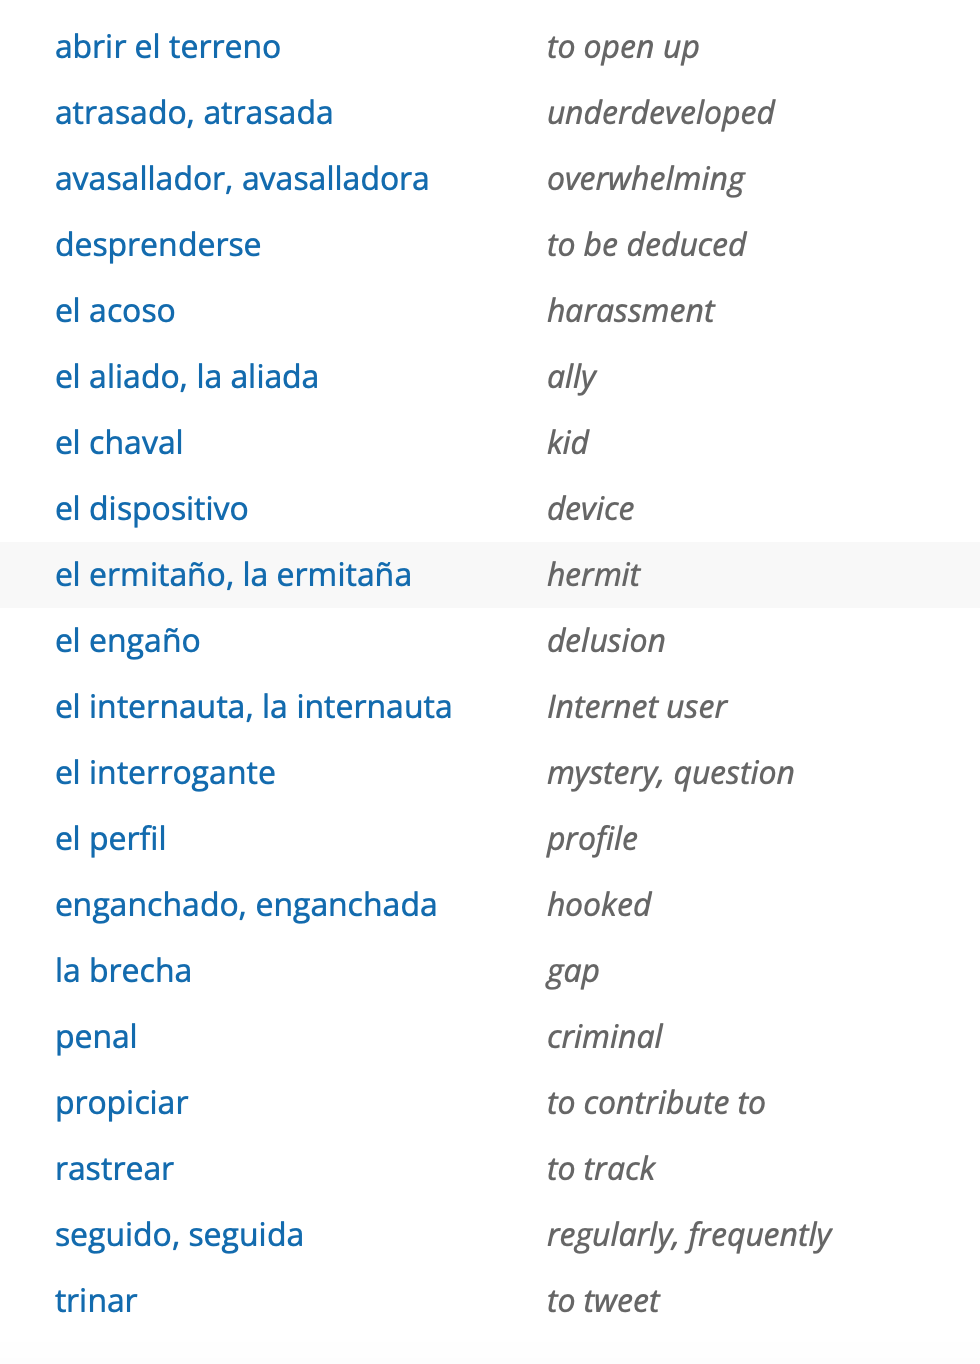 abrir el terreno to open up
atrasado, atrasada underdeveloped
avasallador, avasalladora overwhelming
desprenderse to be deduced
el acoso harassment
el aliado, la aliada ally
el chaval kid
el dispositivo device
el ermitaño, la ermitaña hermit
el engaño delusion
el internauta, la internauta Internet user
el interrogante mystery, question
el perfil profile
enganchado, enganchada hooked
la brecha gap
penal criminal
propiciar to contribute to
rastrear to track
seguido, seguida regularly, frequently
trinar to tweet